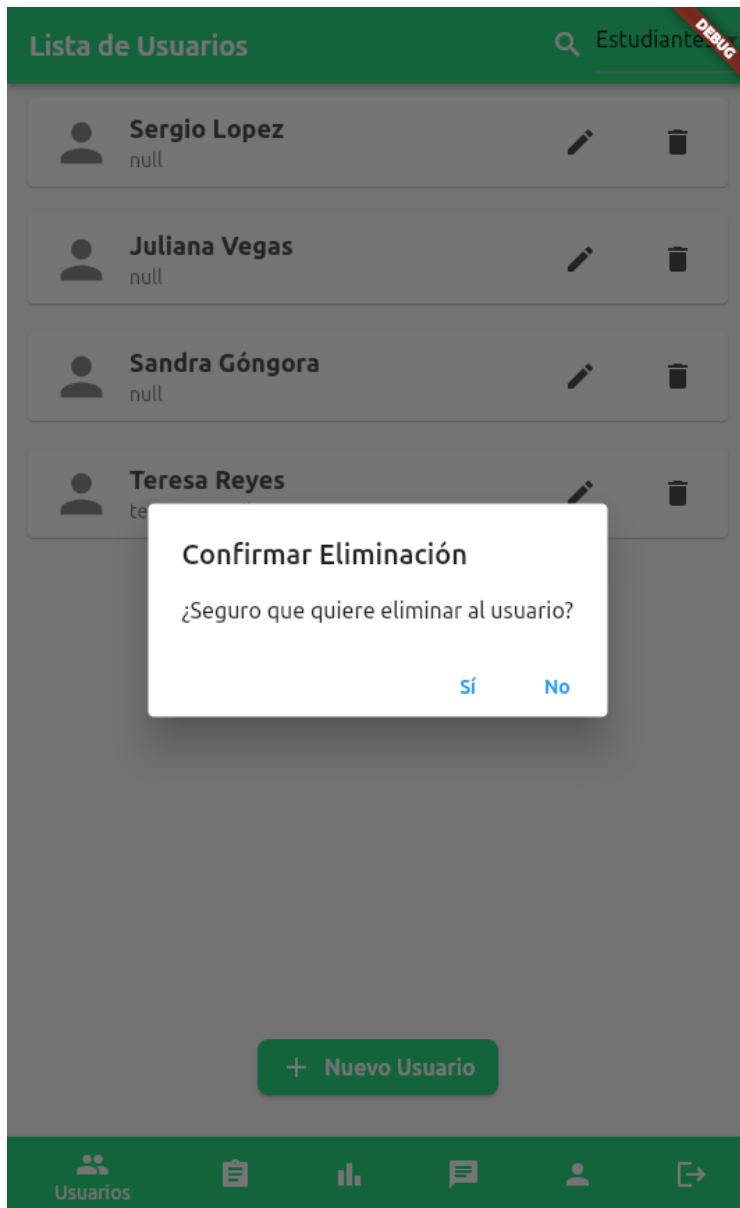 Lista de Usuarios
Estudiantes
DEBUG
Sergio Lopez
null
Juliana Vegas
null
Sandra Góngora
null
Teresa Reyes
Confirmar Eliminación
¿Seguro que quiere eliminar al usuario?
Sí No
+ Nuevo Usuario
Usuarios